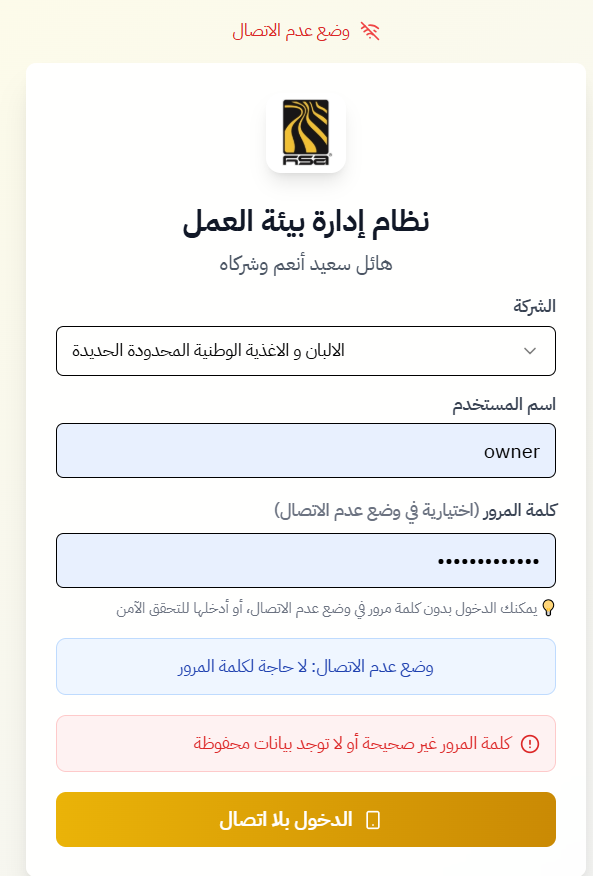 وضع عدم الاتصال
HSA
نظام إدارة بيئة العمل
هائل سعيد أنعم وشركاه
الشركة
الالبان و الاغذية الوطنية المحدودة الحديدة
اسم المستخدم
owner
كلمة المرور (اختيارية في وضع عدم الاتصال)
•••••••••••••
يمكنك الدخول بدون كلمة مرور في وضع عدم الاتصال، أو أدخلها للتحقق الآمن
وضع عدم الاتصال: لا حاجة لكلمة المرور
كلمة المرور غير صحيحة أو لا توجد بيانات محفوظة
الدخول بلا اتصال